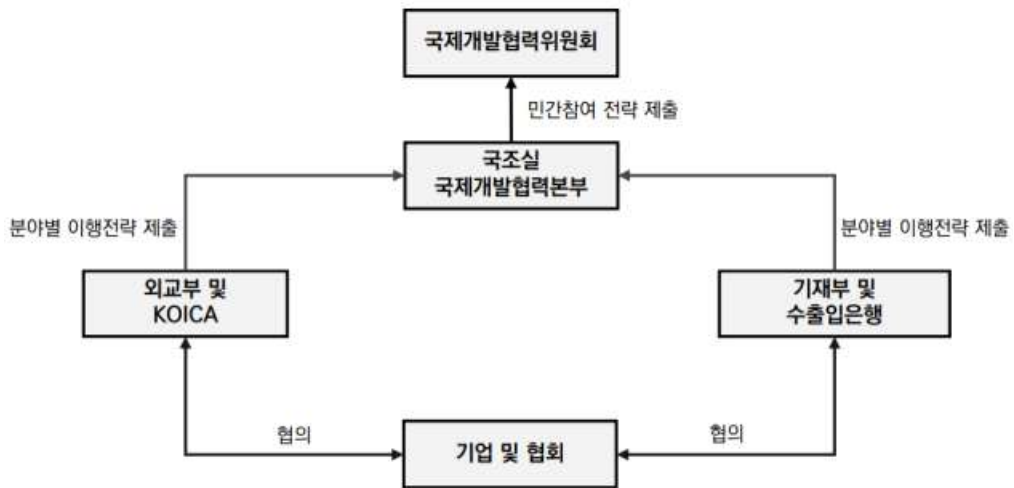 국제개발협력위원회
민간참여 전략 제출
국조실
국제개발협력본부
분야별 이행전략 제출
분야별 이행전략 제출
외교부 및
KOICA
기재부 및
수출입은행
협의
협의
기업 및 협회